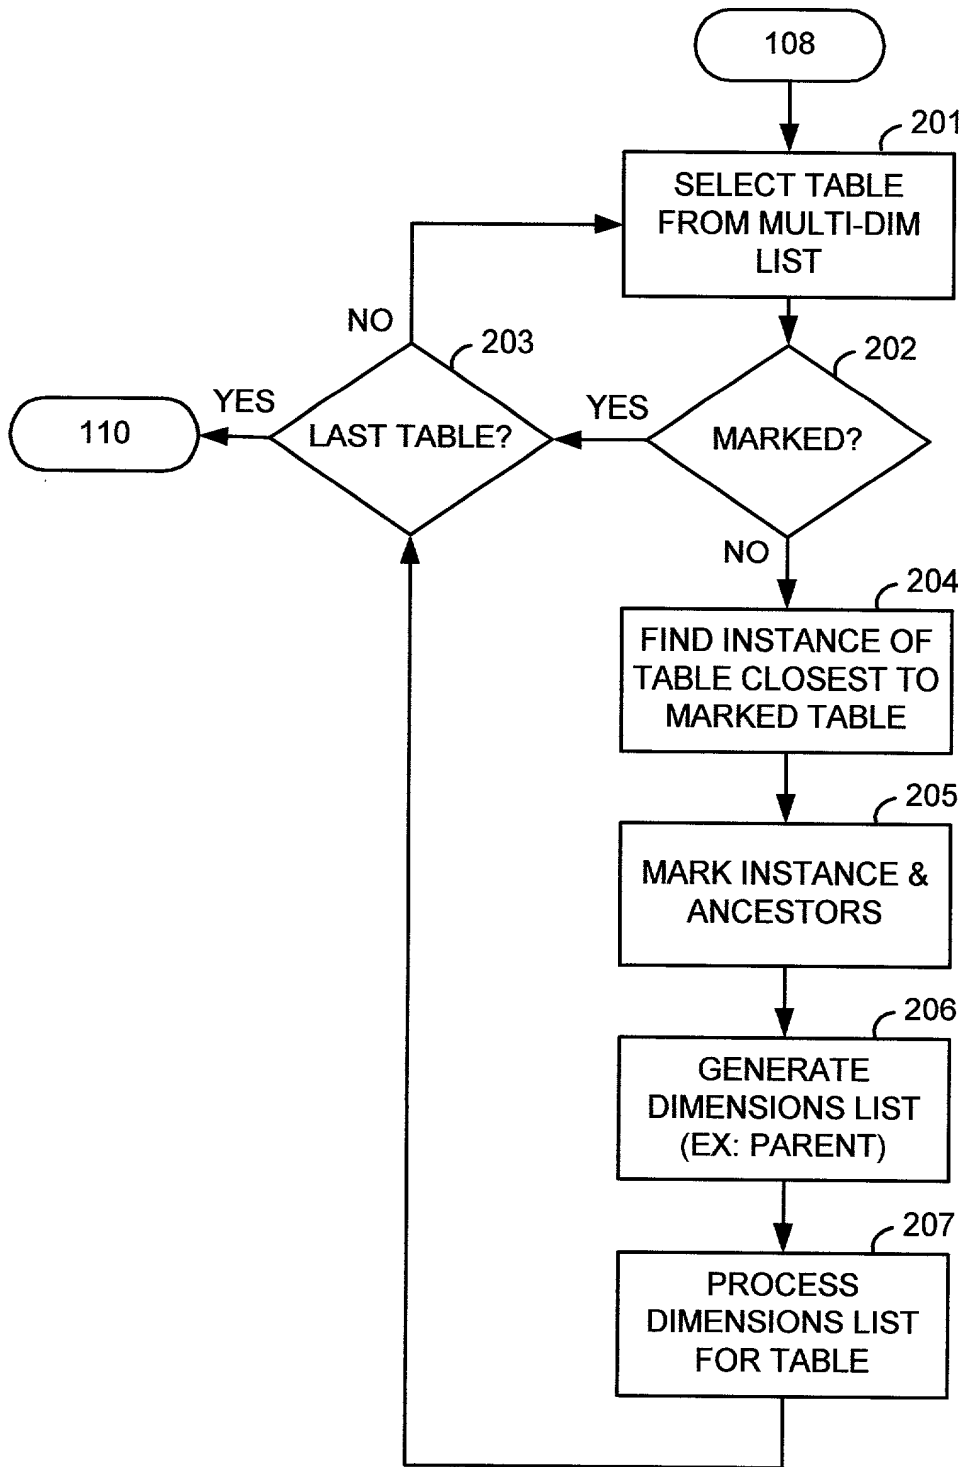 108
201
SELECT TABLE
FROM MULTI-DIM
LIST
NO
203
202
YES
YES
110
LAST TABLE?
MARKED?
NO
204
FIND INSTANCE OF
TABLE CLOSEST TO
MARKED TABLE
205
MARK INSTANCE &
ANCESTORS
206
GENERATE
DIMENSIONS LIST
(EX: PARENT)
207
PROCESS
DIMENSIONS LIST
FOR TABLE